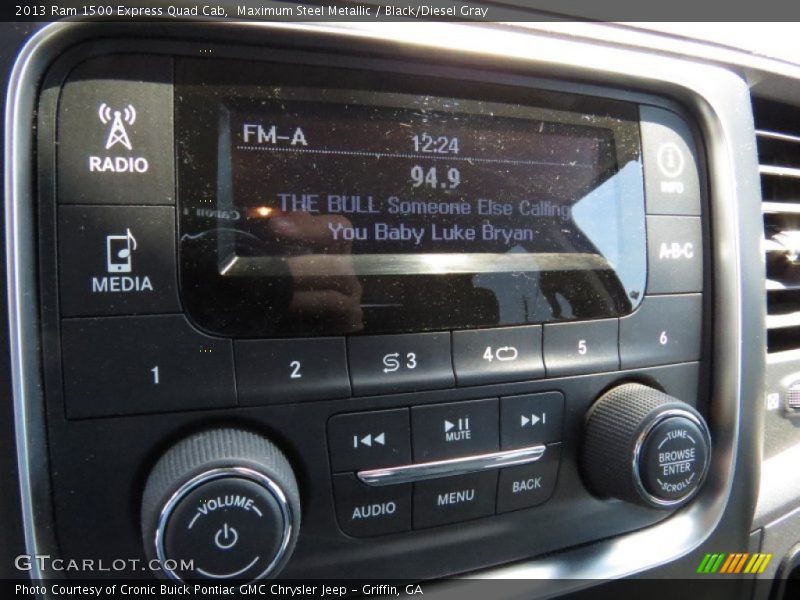 2013 Ram 1500 Express Quad Cab,  Maximum Steel Metallic / Black/Diesel Gray
RADIO
FM-A
12:24
94.9
THE BULL Someone Else Calling
You Baby Luke Bryan
Canon
INFO
MEDIA
A-B-C
1
2
3
4
5
6
MUTE
VOLUME
TUNE
BROWSE
ENTER
SCROLL
AUDIO
MENU
BACK
GTcarlot.com
Photo Courtesy of Cronic Buick Pontiac GMC Chrysler Jeep - Griffin, GA